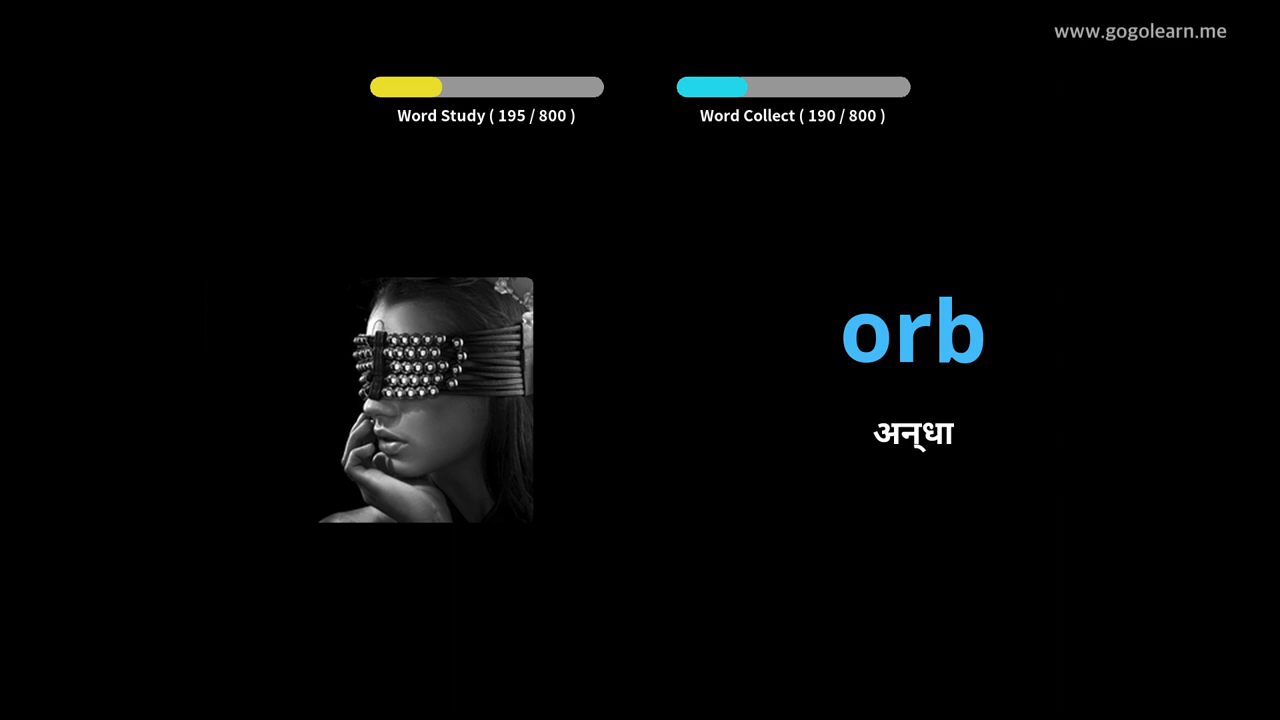 www.gogolearn.me
Word Study ( 195 / 800 )
Word Collect ( 190 / 800 )
orb
अन्‌धा